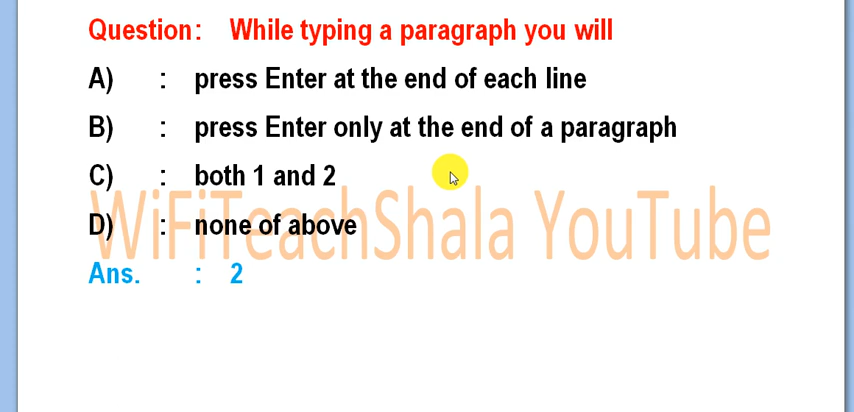 Question: While typing a paragraph you will
A) : press Enter at the end of each line
B) : press Enter only at the end of a paragraph
C) : both 1 and 2
WiFiTeachShala YouTube
D) : none of above
Ans. : 2